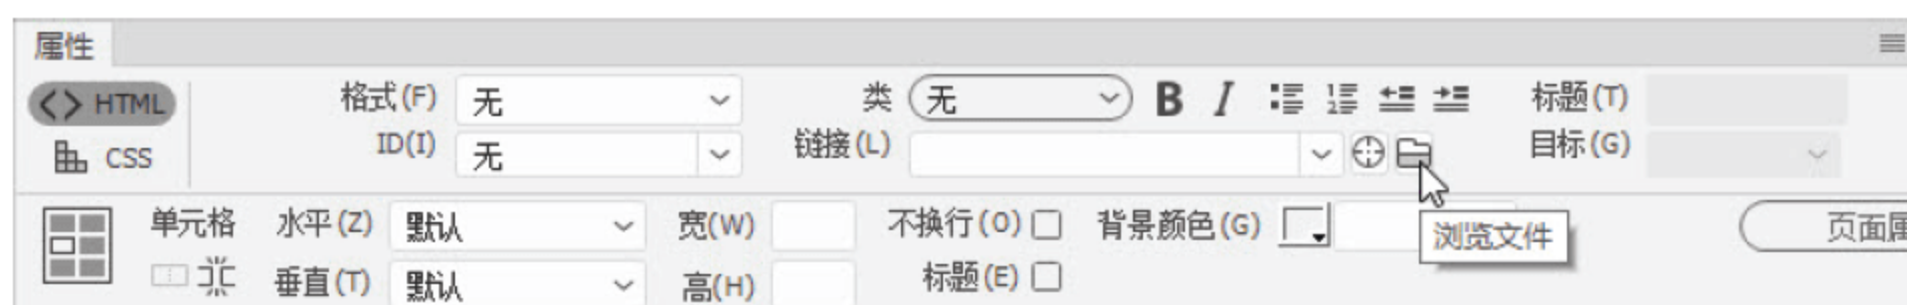 属性
HTML 格式(F) 无 类 无 B I 标题(T)
CSS ID(I) 无 链接(L) 目标(G)
单元格 水平(Z) 默认 宽(W) 不换行(O) 背景颜色(G) 浏览文件
垂直(T) 默认 高(H) 标题(E)